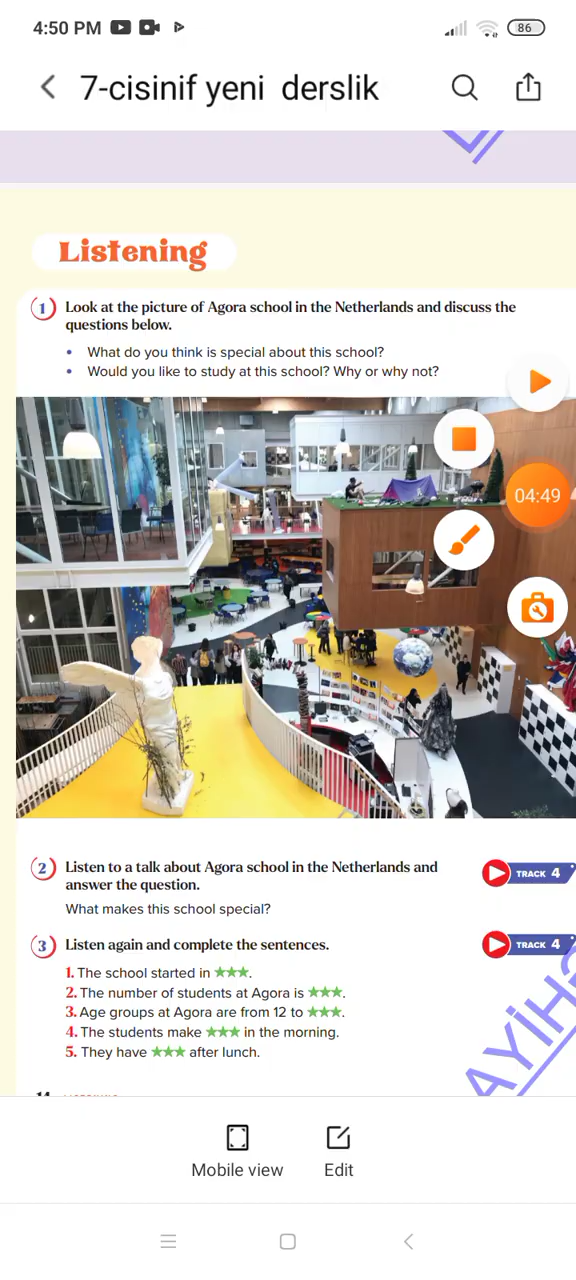 4:50 PM
86
7-cisinif yeni derslik
Listening
1 Look at the picture of Agora school in the Netherlands and discuss the
questions below.
• What do you think is special about this school?
• Would you like to study at this school? Why or why not?
04:49
2 Listen to a talk about Agora school in the Netherlands and
answer the question.
TRACK 4
What makes this school special?
3 Listen again and complete the sentences.
TRACK 4
1. The school started in ★★★.
2. The number of students at Agora is ★★★.
3. Age groups at Agora are from 12 to ★★★.
4. The students make ★★★ in the morning.
5. They have ★★★ after lunch.
Mobile view
Edit